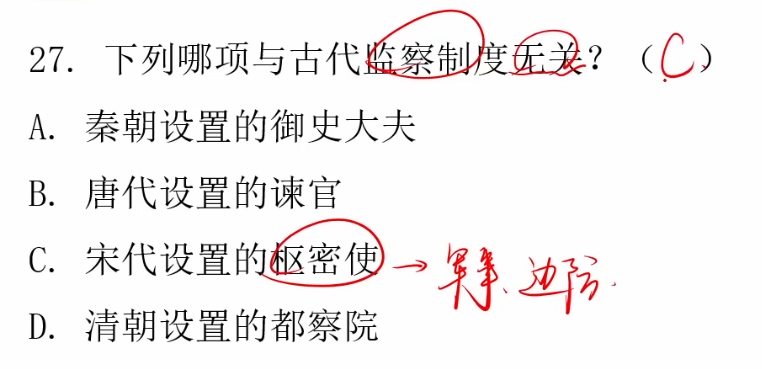 27. 下列哪项与古代监察制度无关？（C）
A. 秦朝设置的御史大夫
B. 唐代设置的谏官
C. 宋代设置的枢密使→军事、边防.
D. 清朝设置的都察院